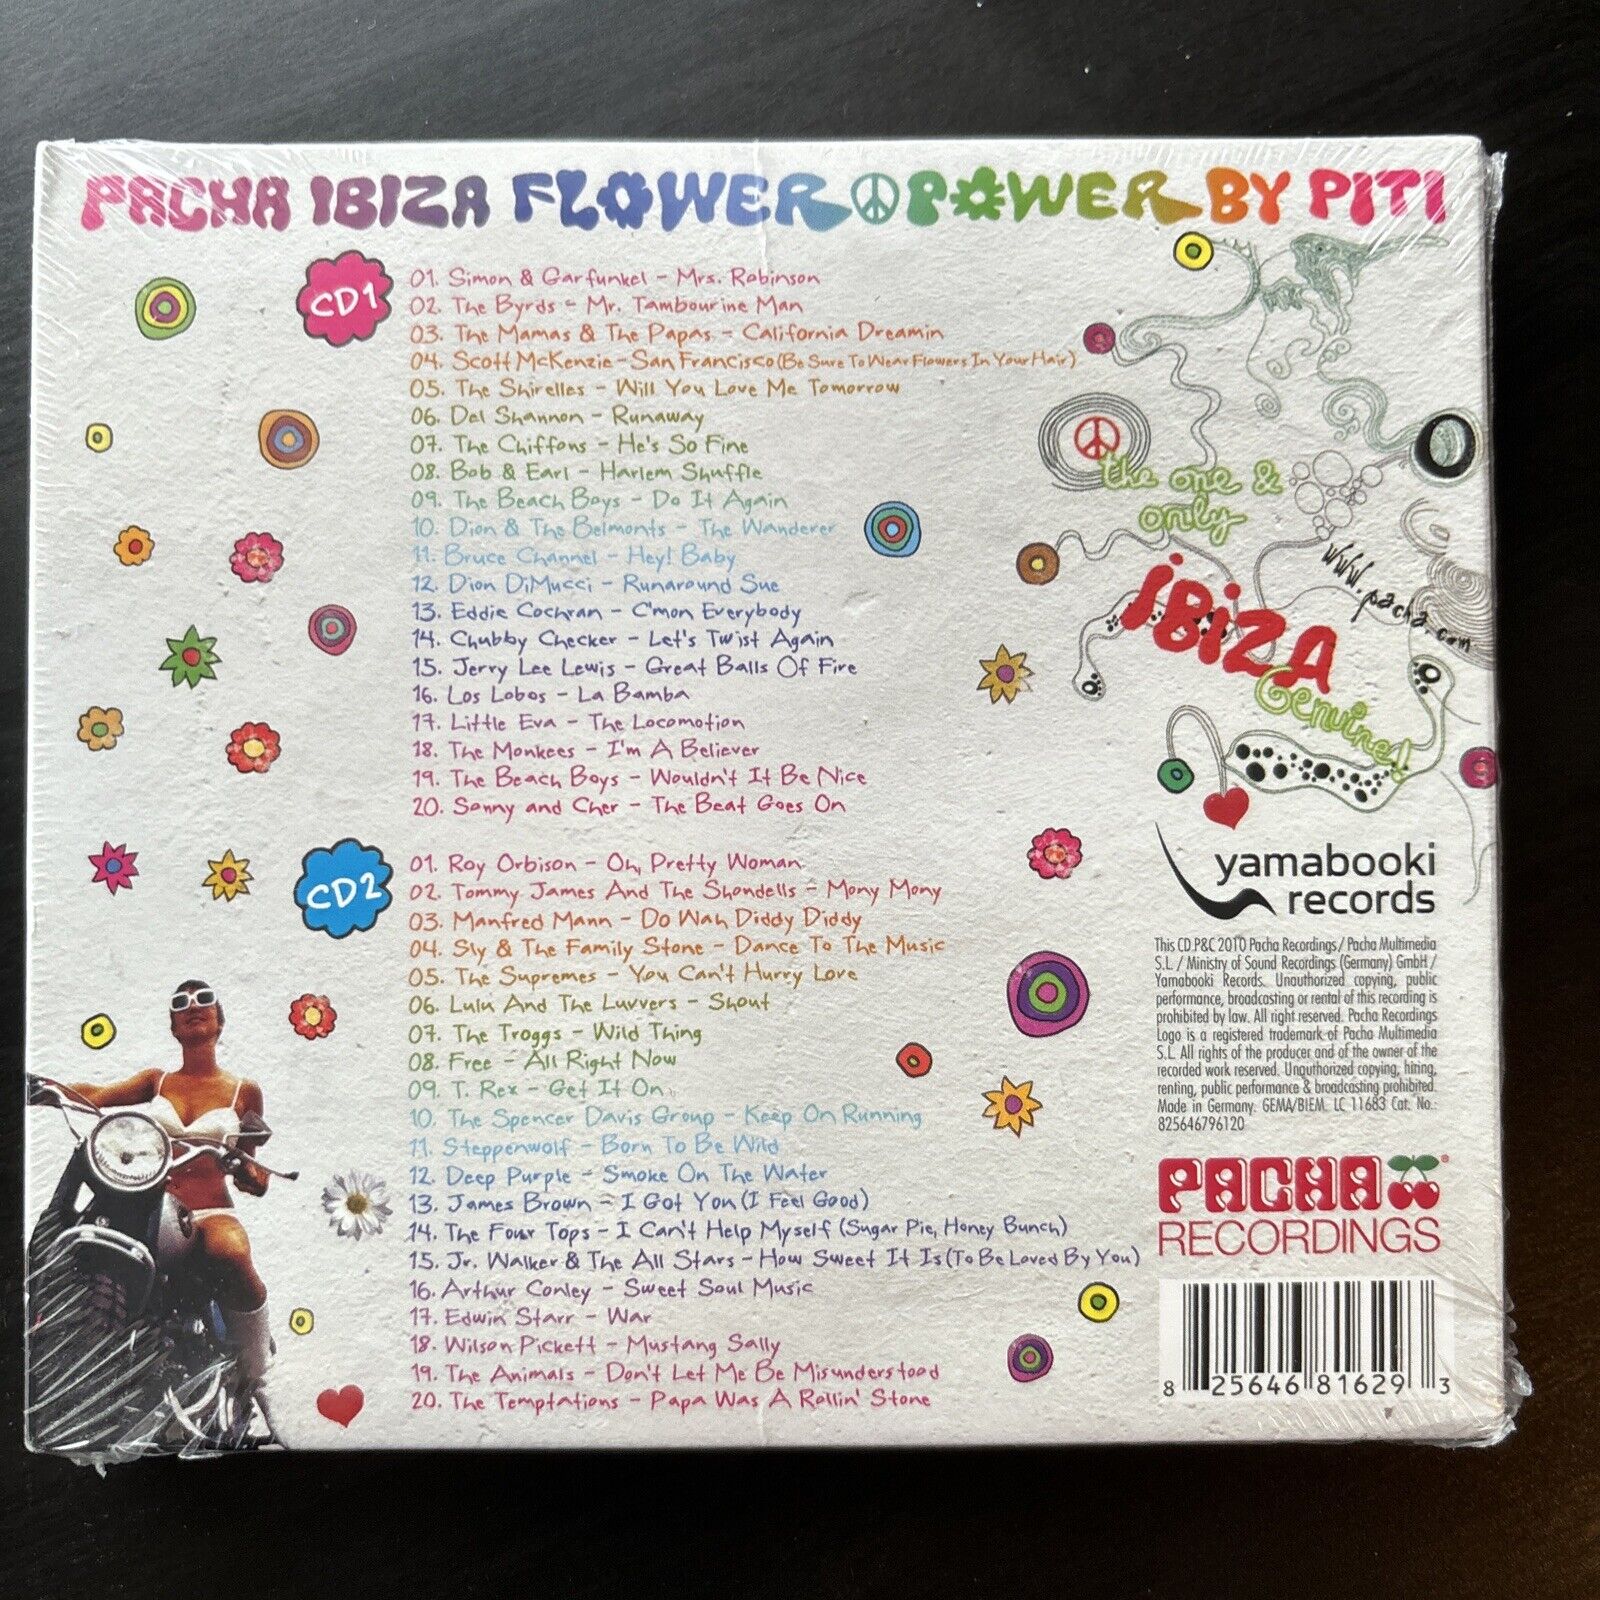 PACHA IBIZA FLOWER POWER BY PITI
CD1
01. Simon & Garfunkel - Mrs. Robinson
02. The Byrds - Mr. Tambourine Man
03. The Mamas & The Papas - California Dreamin
04. Scott McKenzie - San Francisco (Be Sure To Wear Flowers In Your Hair)
05. The Shirelles - Will You Love Me Tomorrow
06. Del Shannon - Runaway
07. The Chiffons - He's So Fine
08. Bob & Earl - Harlem Shuffle
09. The Beach Boys - Do It Again
10. Dion & The Belmonts - The Wanderer
11. Bruce Channel - Hey! Baby
12. Dion DiMucci - Runaround Sue
13. Eddie Cochran - C'mon Everybody
14. Chubby Checker - Let's Twist Again
15. Jerry Lee Lewis - Great Balls Of Fire
16. Los Lobos - La Bamba
17. Little Eva - The Locomotion
18. The Monkees - I'm A Believer
19. The Beach Boys - Wouldn't It Be Nice
20. Sonny and Cher - The Beat Goes On
CD2
01. Roy Orbison - Oh, Pretty Woman
02. Tommy James And The Shondells - Mony Mony
03. Manfred Mann - Do Wah Diddy Diddy
04. Sly & The Family Stone - Dance To The Music
05. The Supremes - You Can't Hurry Love
06. Lulu And The Luvvers - Shout
07. The Troggs - Wild Thing
08. Free - All Right Now
09. T. Rex - Get It On
10. The Spencer Davis Group - Keep On Running
11. Steppenwolf - Born To Be Wild
12. Deep Purple - Smoke On The Water
13. James Brown - I Got You (I Feel Good)
14. The Four Tops - I Can't Help Myself (Sugar Pie, Honey Bunch)
15. Jr. Walker & The All Stars - How Sweet It Is (To Be Loved By You)
16. Arthur Conley - Sweet Soul Music
17. Edwin Starr - War
18. Wilson Pickett - Mustang Sally
19. The Animals - Don't Let Me Be Misunderstood
20. The Temptations - Papa Was A Rollin' Stone
the one &
only
www.pacha.com
IBIZA
Genuine!
yamabooki
records
This CD P&C 2010 Pacha Recordings / Pacha Multimedia
S.L. / Ministry of Sound Recordings (Germany) GmbH /
Yamabooki Records. Unauthorized copying, public
performance, broadcasting or rental of this recording is
prohibited by law. All right reserved. Pacha Recordings
Logo is a registered trademark of Pacha Multimedia
S.L. All rights of the producer and of the owner of the
recorded work reserved. Unauthorized copying, hiring,
renting, public performance & broadcasting prohibited.
Made in Germany. GEMA/BIEM. LC 11683 Cat. No.:
825646796120
PACHA®
RECORDINGS
8 25646 81629 3